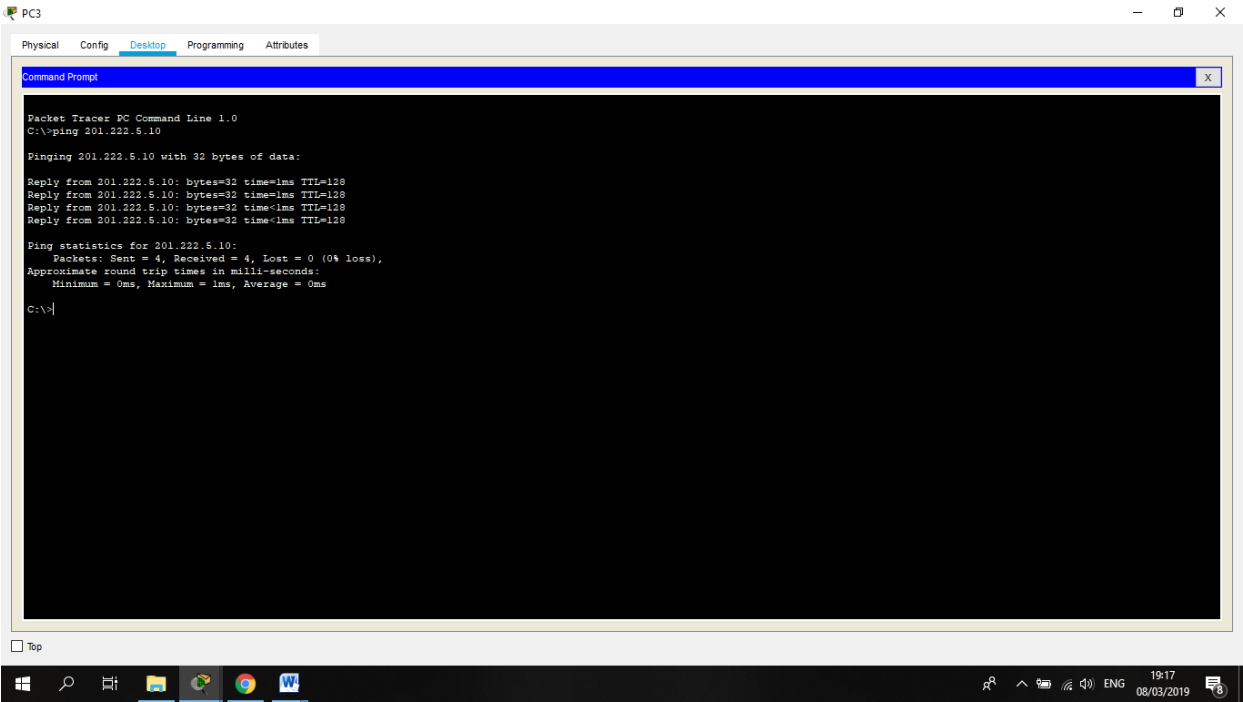 PC3
Physical Config Desktop Programming Attributes
Command Prompt
X
Packet Tracer PC Command Line 1.0
C:\>ping 201.222.5.10
Pinging 201.222.5.10 with 32 bytes of data:
Reply from 201.222.5.10: bytes=32 time=1ms TTL=128
Reply from 201.222.5.10: bytes=32 time=1ms TTL=128
Reply from 201.222.5.10: bytes=32 time<1ms TTL=128
Reply from 201.222.5.10: bytes=32 time<1ms TTL=128
Ping statistics for 201.222.5.10:
Packets: Sent = 4, Received = 4, Lost = 0 (0% loss),
Approximate round trip times in milli-seconds:
Minimum = 0ms, Maximum = 1ms, Average = 0ms
C:\>
Top
W
ENG
19:17
08/03/2019
8